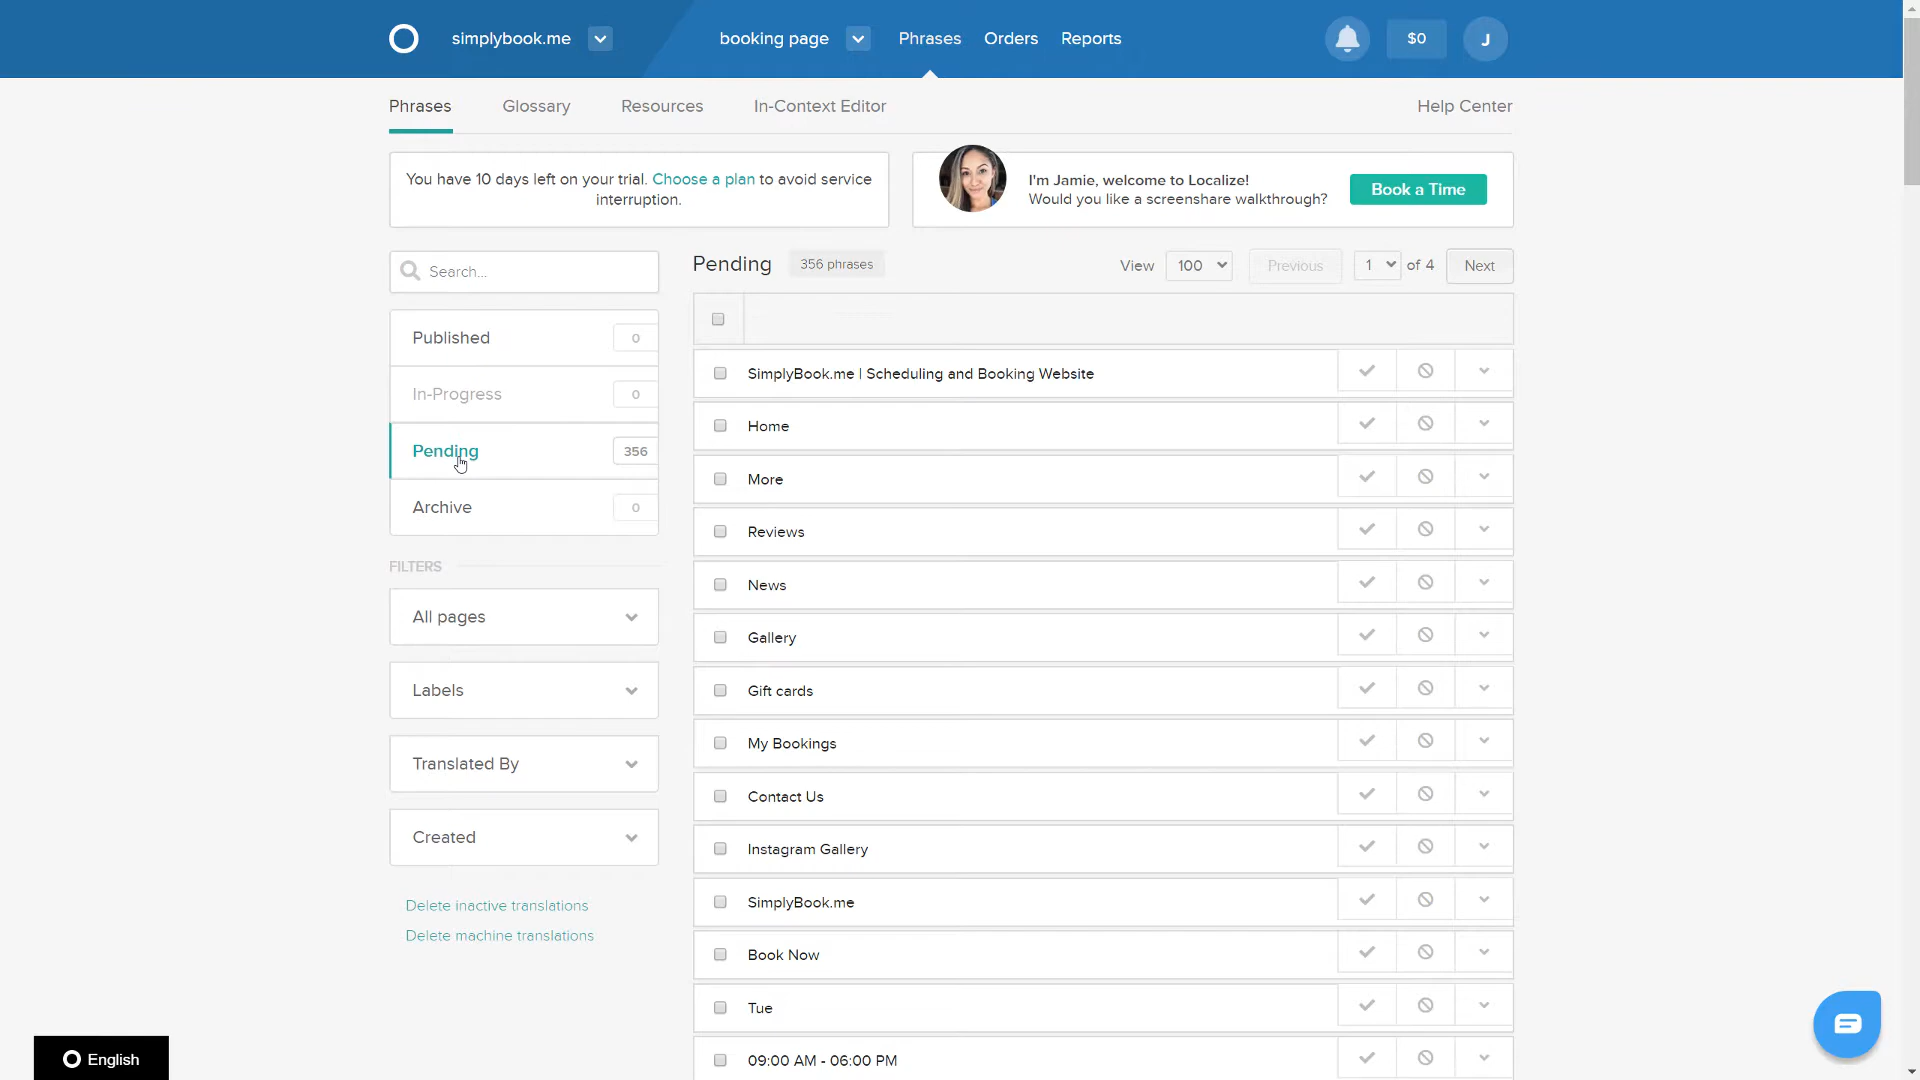 simplybook.me
booking page
Phrases
Orders
Reports
$0
J
Phrases
Glossary
Resources
In-Context Editor
Help Center
You have 10 days left on your trial. Choose a plan to avoid service
interruption.
I'm Jamie, welcome to Localize!
Would you like a screenshare walkthrough?
Book a Time
Search...
Published 0
In-Progress 0
Pending 356
Archive 0
FILTERS
All pages
Labels
Translated By
Created
Delete inactive translations
Delete machine translations
Pending 356 phrases
View 100 Previous 1 of 4 Next
SimplyBook.me | Scheduling and Booking Website
Home
More
Reviews
News
Gallery
Gift cards
My Bookings
Contact Us
Instagram Gallery
SimplyBook.me
Book Now
Tue
09:00 AM - 06:00 PM
English